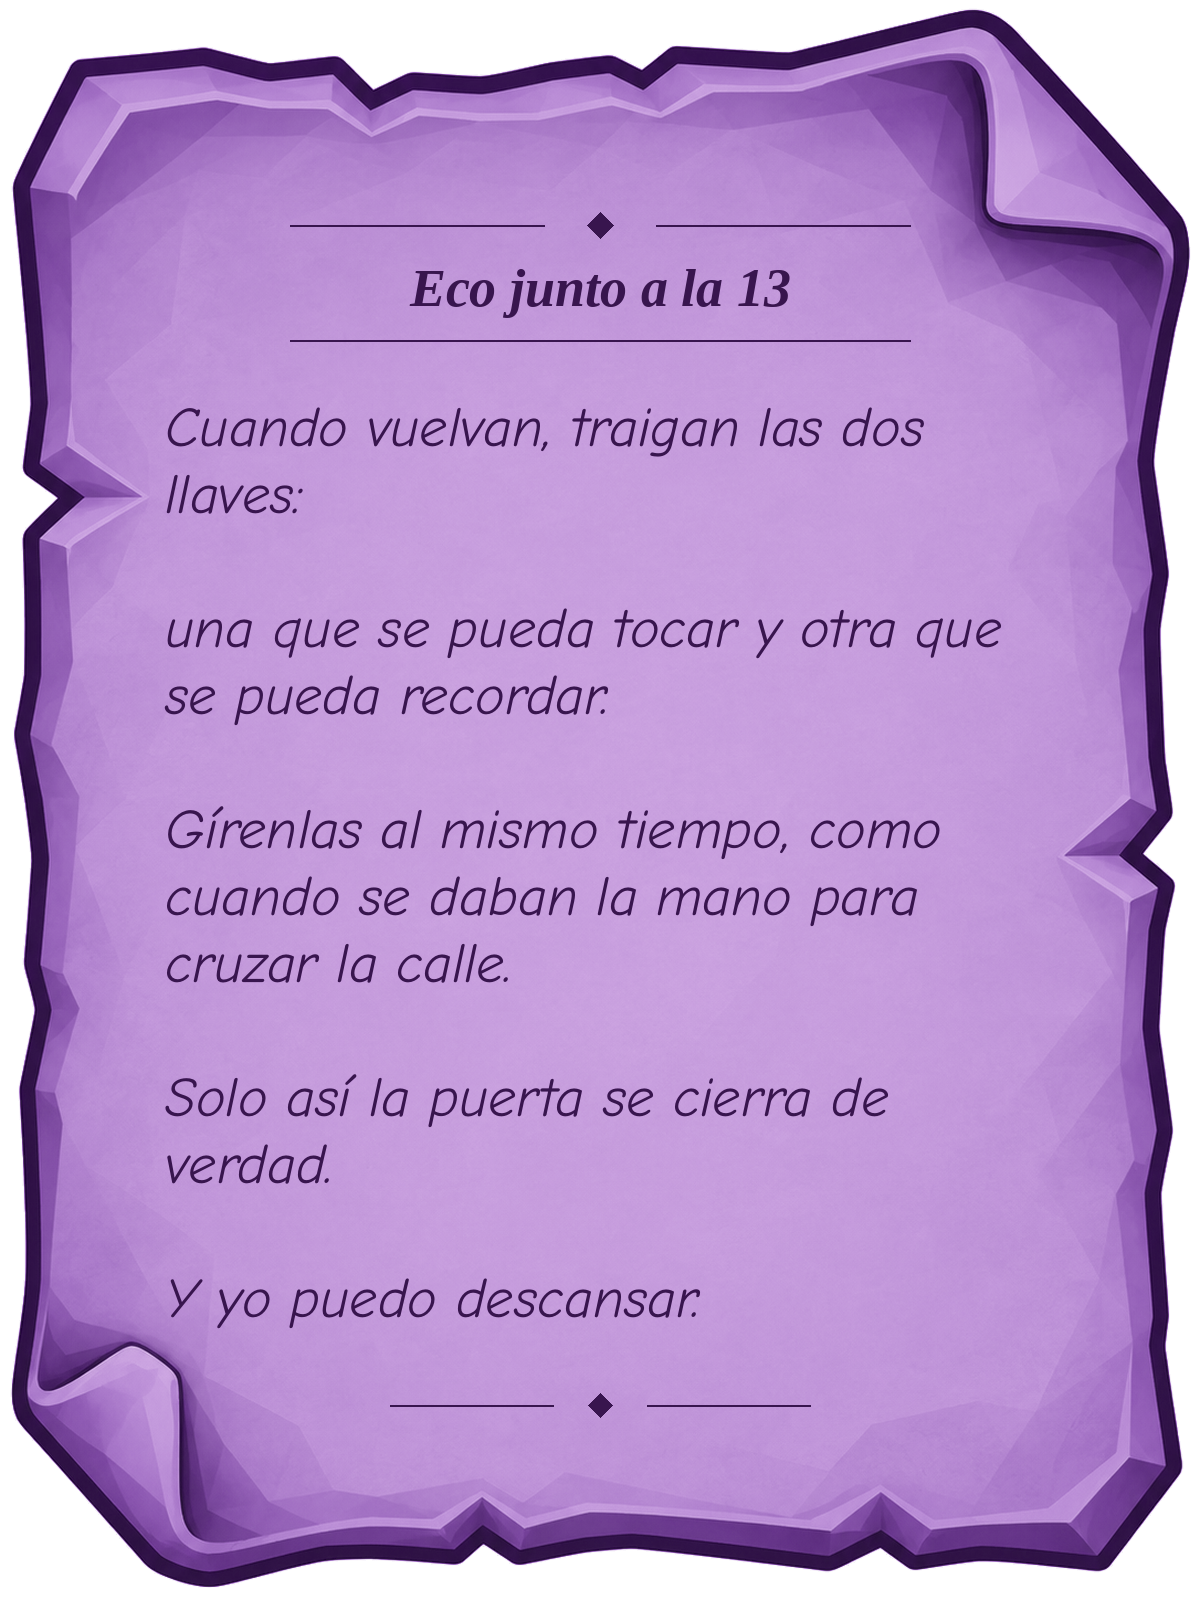 Eco junto a la 13
Cuando vuelvan, traigan las dos
llaves:
una que se pueda tocar y otra que
se pueda recordar.
Gírenlas al mismo tiempo, como
cuando se daban la mano para
cruzar la calle.
Solo así la puerta se cierra de
verdad.
Y yo puedo descansar.